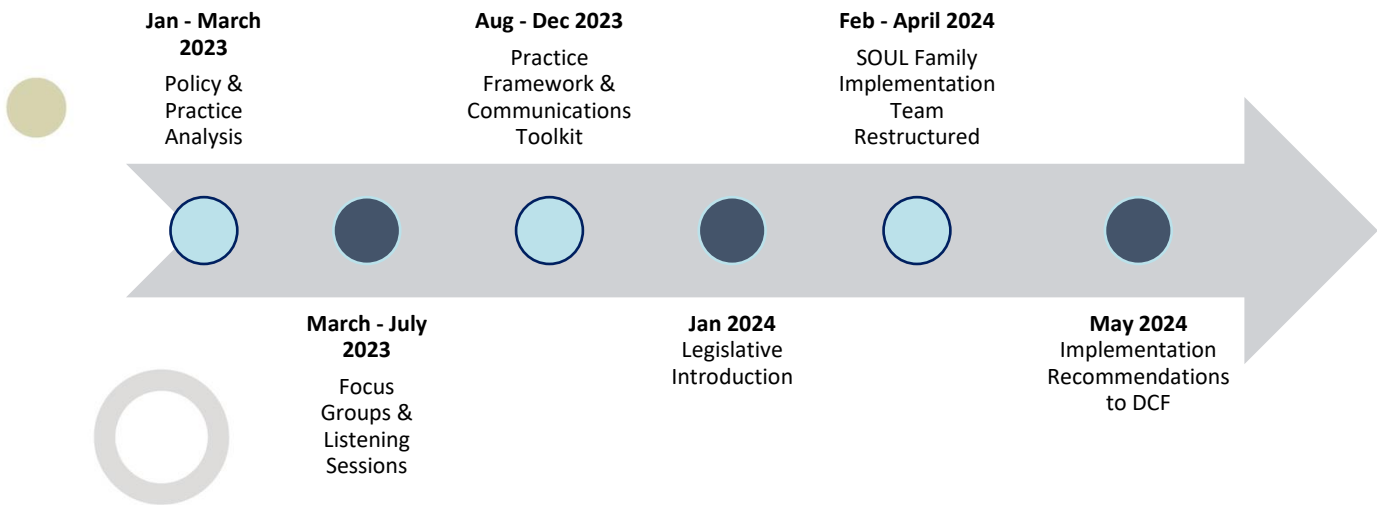 Jan - March
2023
Policy &
Practice
Analysis
Aug - Dec 2023
Practice
Framework &
Communications
Toolkit
Feb - April 2024
SOUL Family
Implementation
Team
Restructured
March - July
2023
Focus
Groups &
Listening
Sessions
Jan 2024
Legislative
Introduction
May 2024
Implementation
Recommendations
to DCF